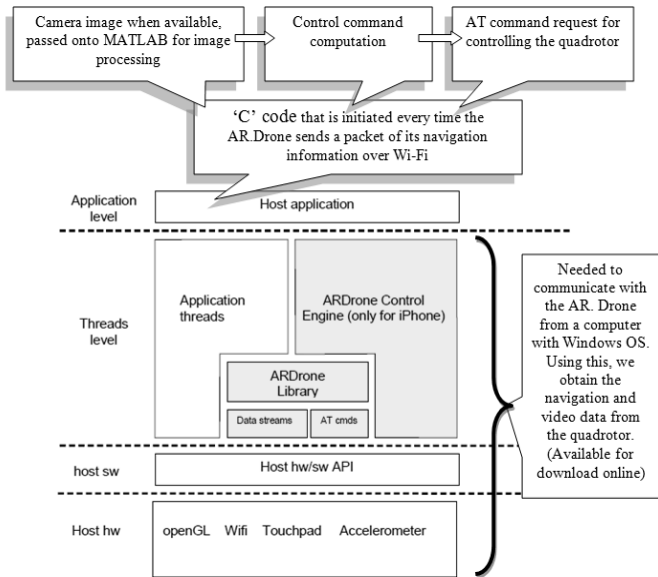 Camera image when available,
passed onto MATLAB for image
processing
Control command
computation
AT command request for
controlling the quadrotor
‘C’ code that is initiated every time the
AR.Drone sends a packet of its navigation
information over Wi-Fi
Application
level
Host application
Threads
level
Application
threads
ARDrone Control
Engine (only for iPhone)
ARDrone
Library
Data streams
AT cmds
Needed to
communicate with
the AR. Drone
from a computer
with Windows OS.
Using this, we
obtain the
navigation and
video data from
the quadrotor.
(Available for
download online)
host sw
Host hw/sw API
Host hw
openGL Wifi Touchpad Accelerometer